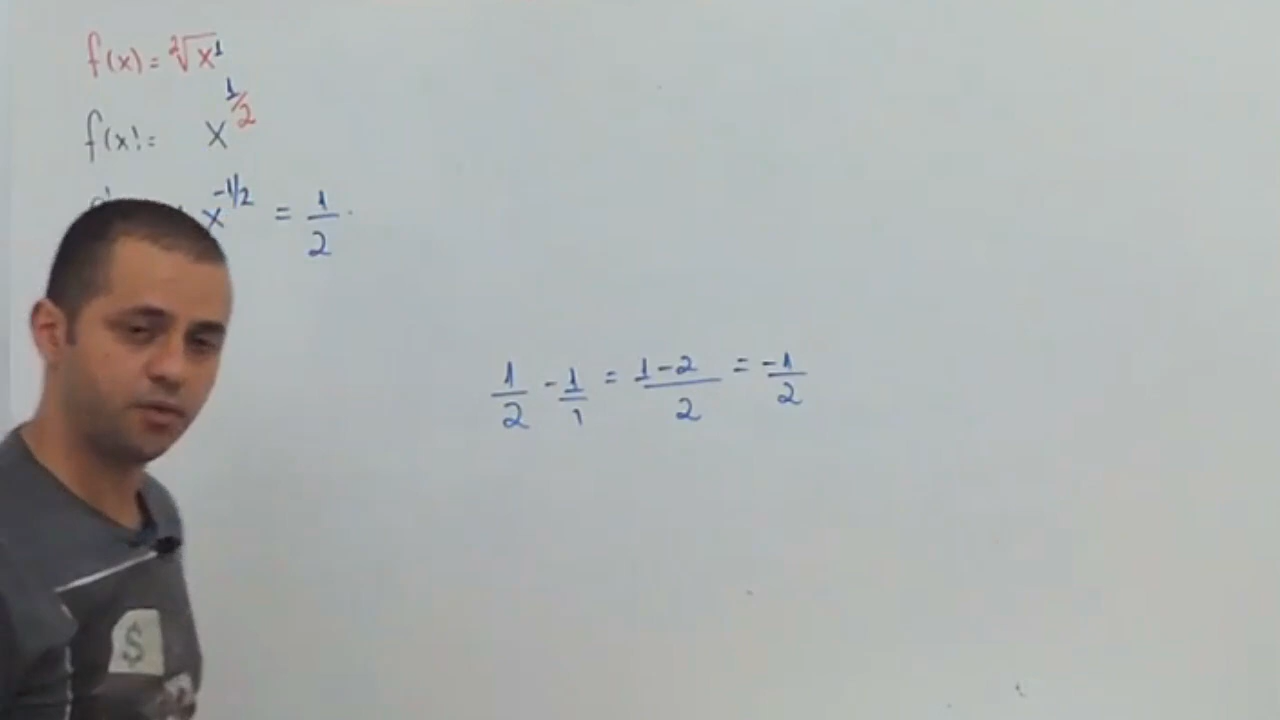 f(x) = ²√x¹
f(x) = x^1/2
x^-1/2 = 1/2 ·
1/2 - 1/1 = 1-2/2 = -1/2
$